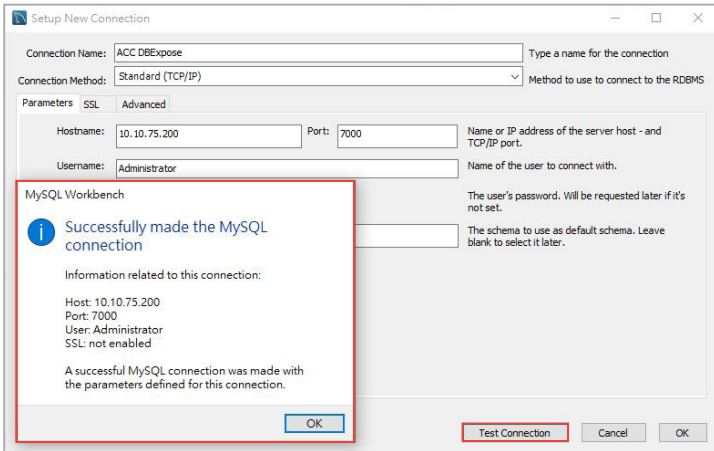 Setup New Connection
Connection Name: ACC DBExpose Type a name for the connection
Connection Method: Standard (TCP/IP) Method to use to connect to the RDBMS
Parameters SSL Advanced
Hostname: 10.10.75.200 Port: 7000 Name or IP address of the server host - and
TCP/IP port.
Username: Administrator Name of the user to connect with.
The user's password. Will be requested later if it's
not set.
The schema to use as default schema. Leave
blank to select it later.
MySQL Workbench
Successfully made the MySQL
connection
Information related to this connection:
Host: 10.10.75.200
Port: 7000
User: Administrator
SSL: not enabled
A successful MySQL connection was made with
the parameters defined for this connection.
OK
Test Connection Cancel OK